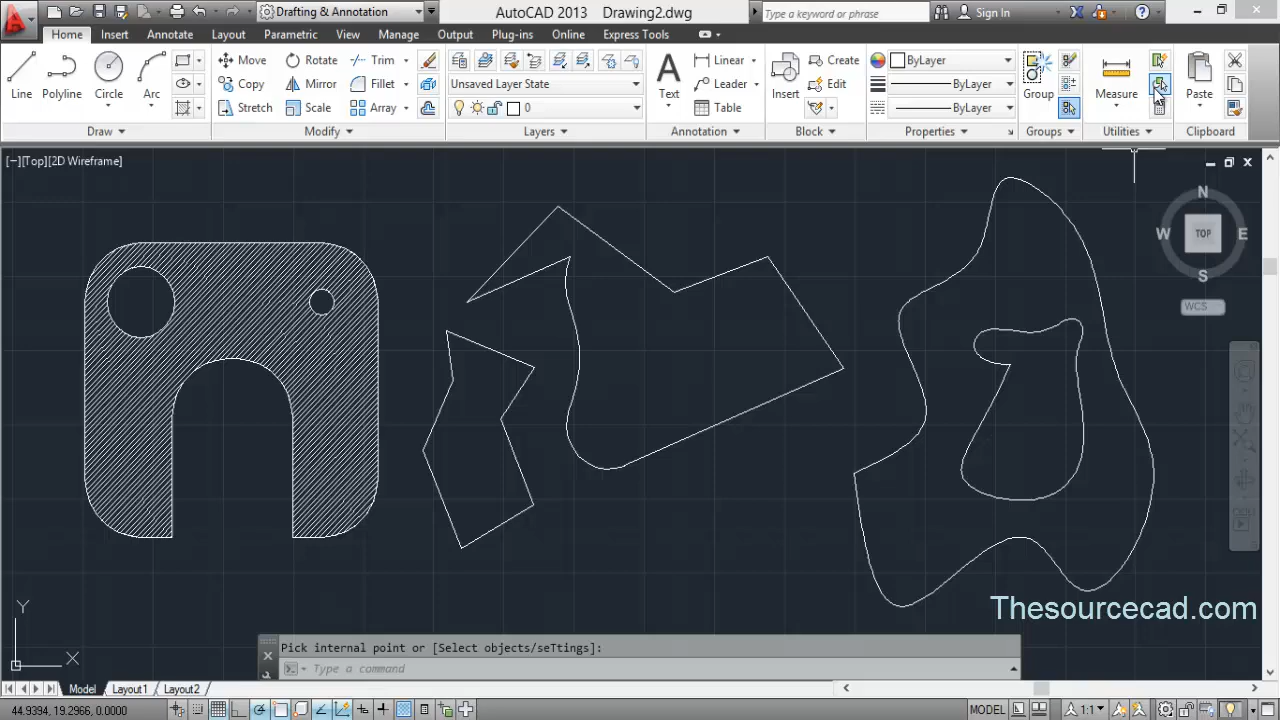 Drafting & Annotation
AutoCAD 2013 Drawing2.dwg
Type a keyword or phrase
Sign In
Home Insert Annotate Layout Parametric View Manage Output Plug-ins Online Express Tools
Line Polyline Circle Arc
Draw
Move Rotate Trim
Copy Mirror Fillet
Stretch Scale Array
Modify
Unsaved Layer State
0
Layers
Text
Linear
Leader
Table
Annotation
Insert
Create
Edit
Block
ByLayer
ByLayer
ByLayer
Properties
Group
Groups
Measure
Utilities
Paste
Clipboard
[−][Top][2D Wireframe]
N
W TOP E
S
WCS
Y
X
Thesourcecad.com
Pick internal point or [Select objects/seTtings]:
Type a command
Model Layout1 Layout2
44.9394, 19.2966, 0.0000
MODEL
1:1